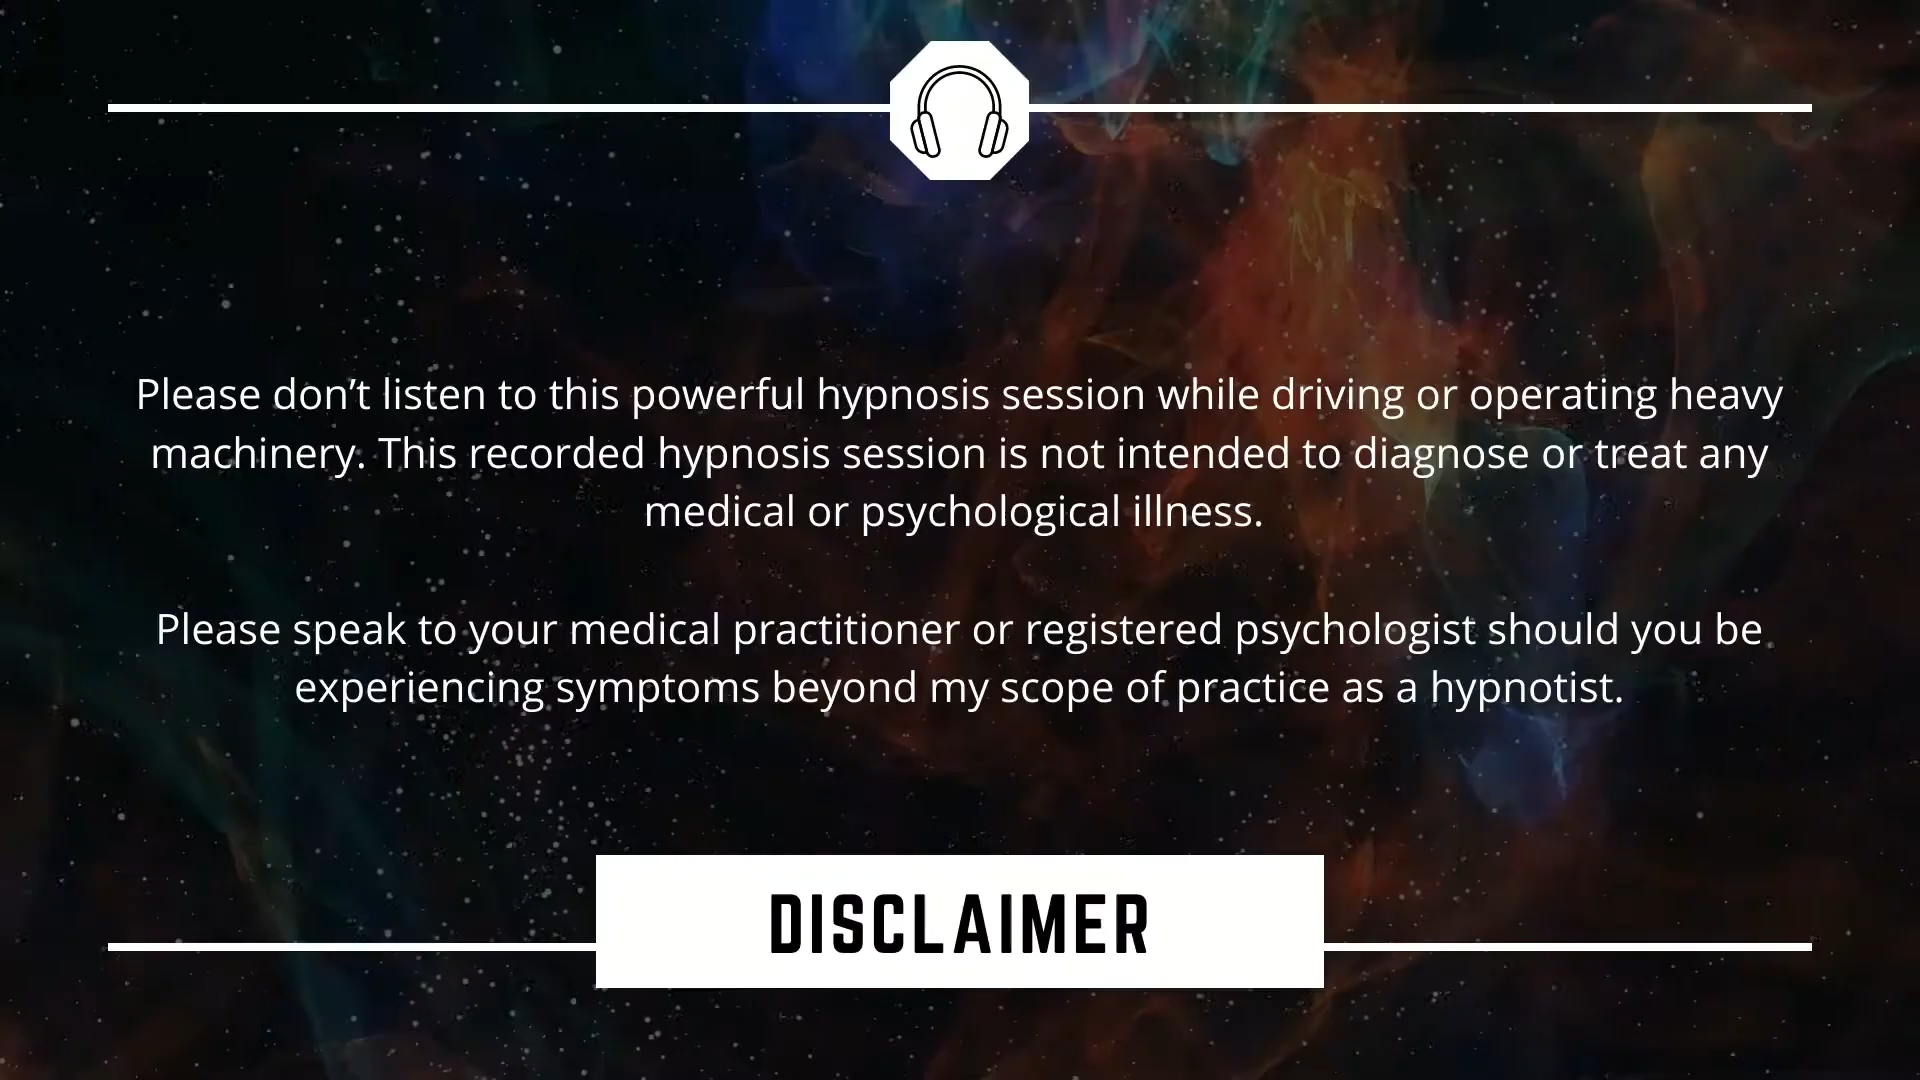 Please don’t listen to this powerful hypnosis session while driving or operating heavy
machinery. This recorded hypnosis session is not intended to diagnose or treat any
medical or psychological illness.
Please speak to your medical practitioner or registered psychologist should you be
experiencing symptoms beyond my scope of practice as a hypnotist.
DISCLAIMER